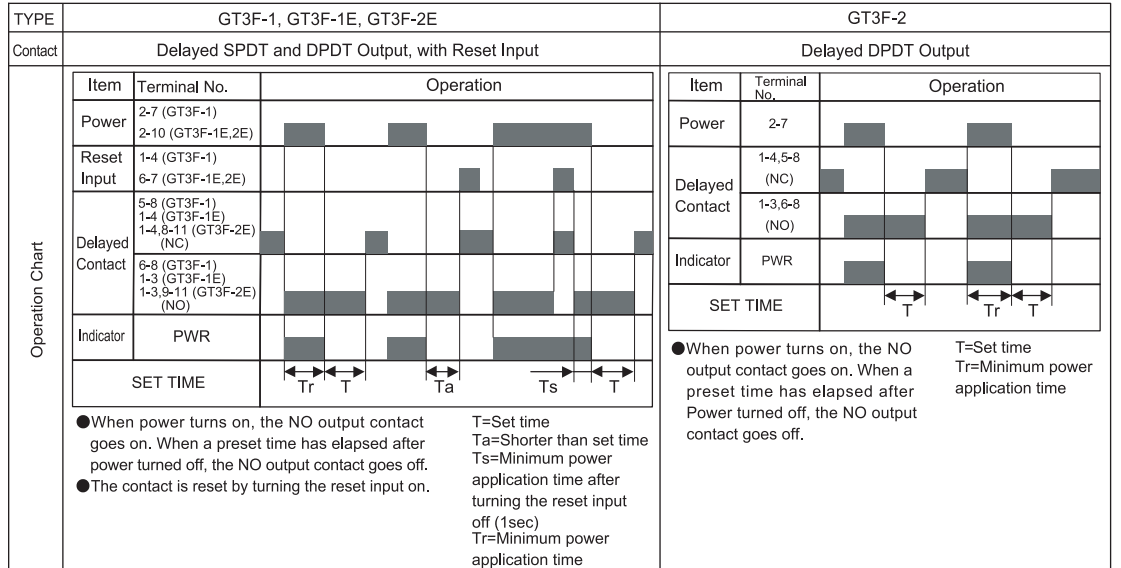 TYPE
GT3F-1, GT3F-1E, GT3F-2E
GT3F-2
Contact
Delayed SPDT and DPDT Output, with Reset Input
Delayed DPDT Output
Operation Chart
Item
Terminal No.
Operation
Power
2-7 (GT3F-1)
2-10 (GT3F-1E,2E)
Reset
Input
1-4 (GT3F-1)
6-7 (GT3F-1E,2E)
Delayed
Contact
5-8 (GT3F-1)
1-4 (GT3F-1E)
1-4,8-11 (GT3F-2E)
(NC)
6-8 (GT3F-1)
1-3 (GT3F-1E)
1-3,9-11 (GT3F-2E)
(NO)
Indicator
PWR
SET TIME
Tr
T
Ta
Ts
T
●When power turns on, the NO output contact
goes on. When a preset time has elapsed after
power turned off, the NO output contact goes off.
●The contact is reset by turning the reset input on.
T=Set time
Ta=Shorter than set time
Ts=Minimum power
application time after
turning the reset input
off (1sec)
Tr=Minimum power
application time
Item
Terminal
No.
Operation
Power
2-7
Delayed
Contact
1-4,5-8
(NC)
1-3,6-8
(NO)
Indicator
PWR
SET TIME
T
Tr
T
●When power turns on, the NO
output contact goes on. When a
preset time has elapsed after
Power turned off, the NO output
contact goes off.
T=Set time
Tr=Minimum power
application time